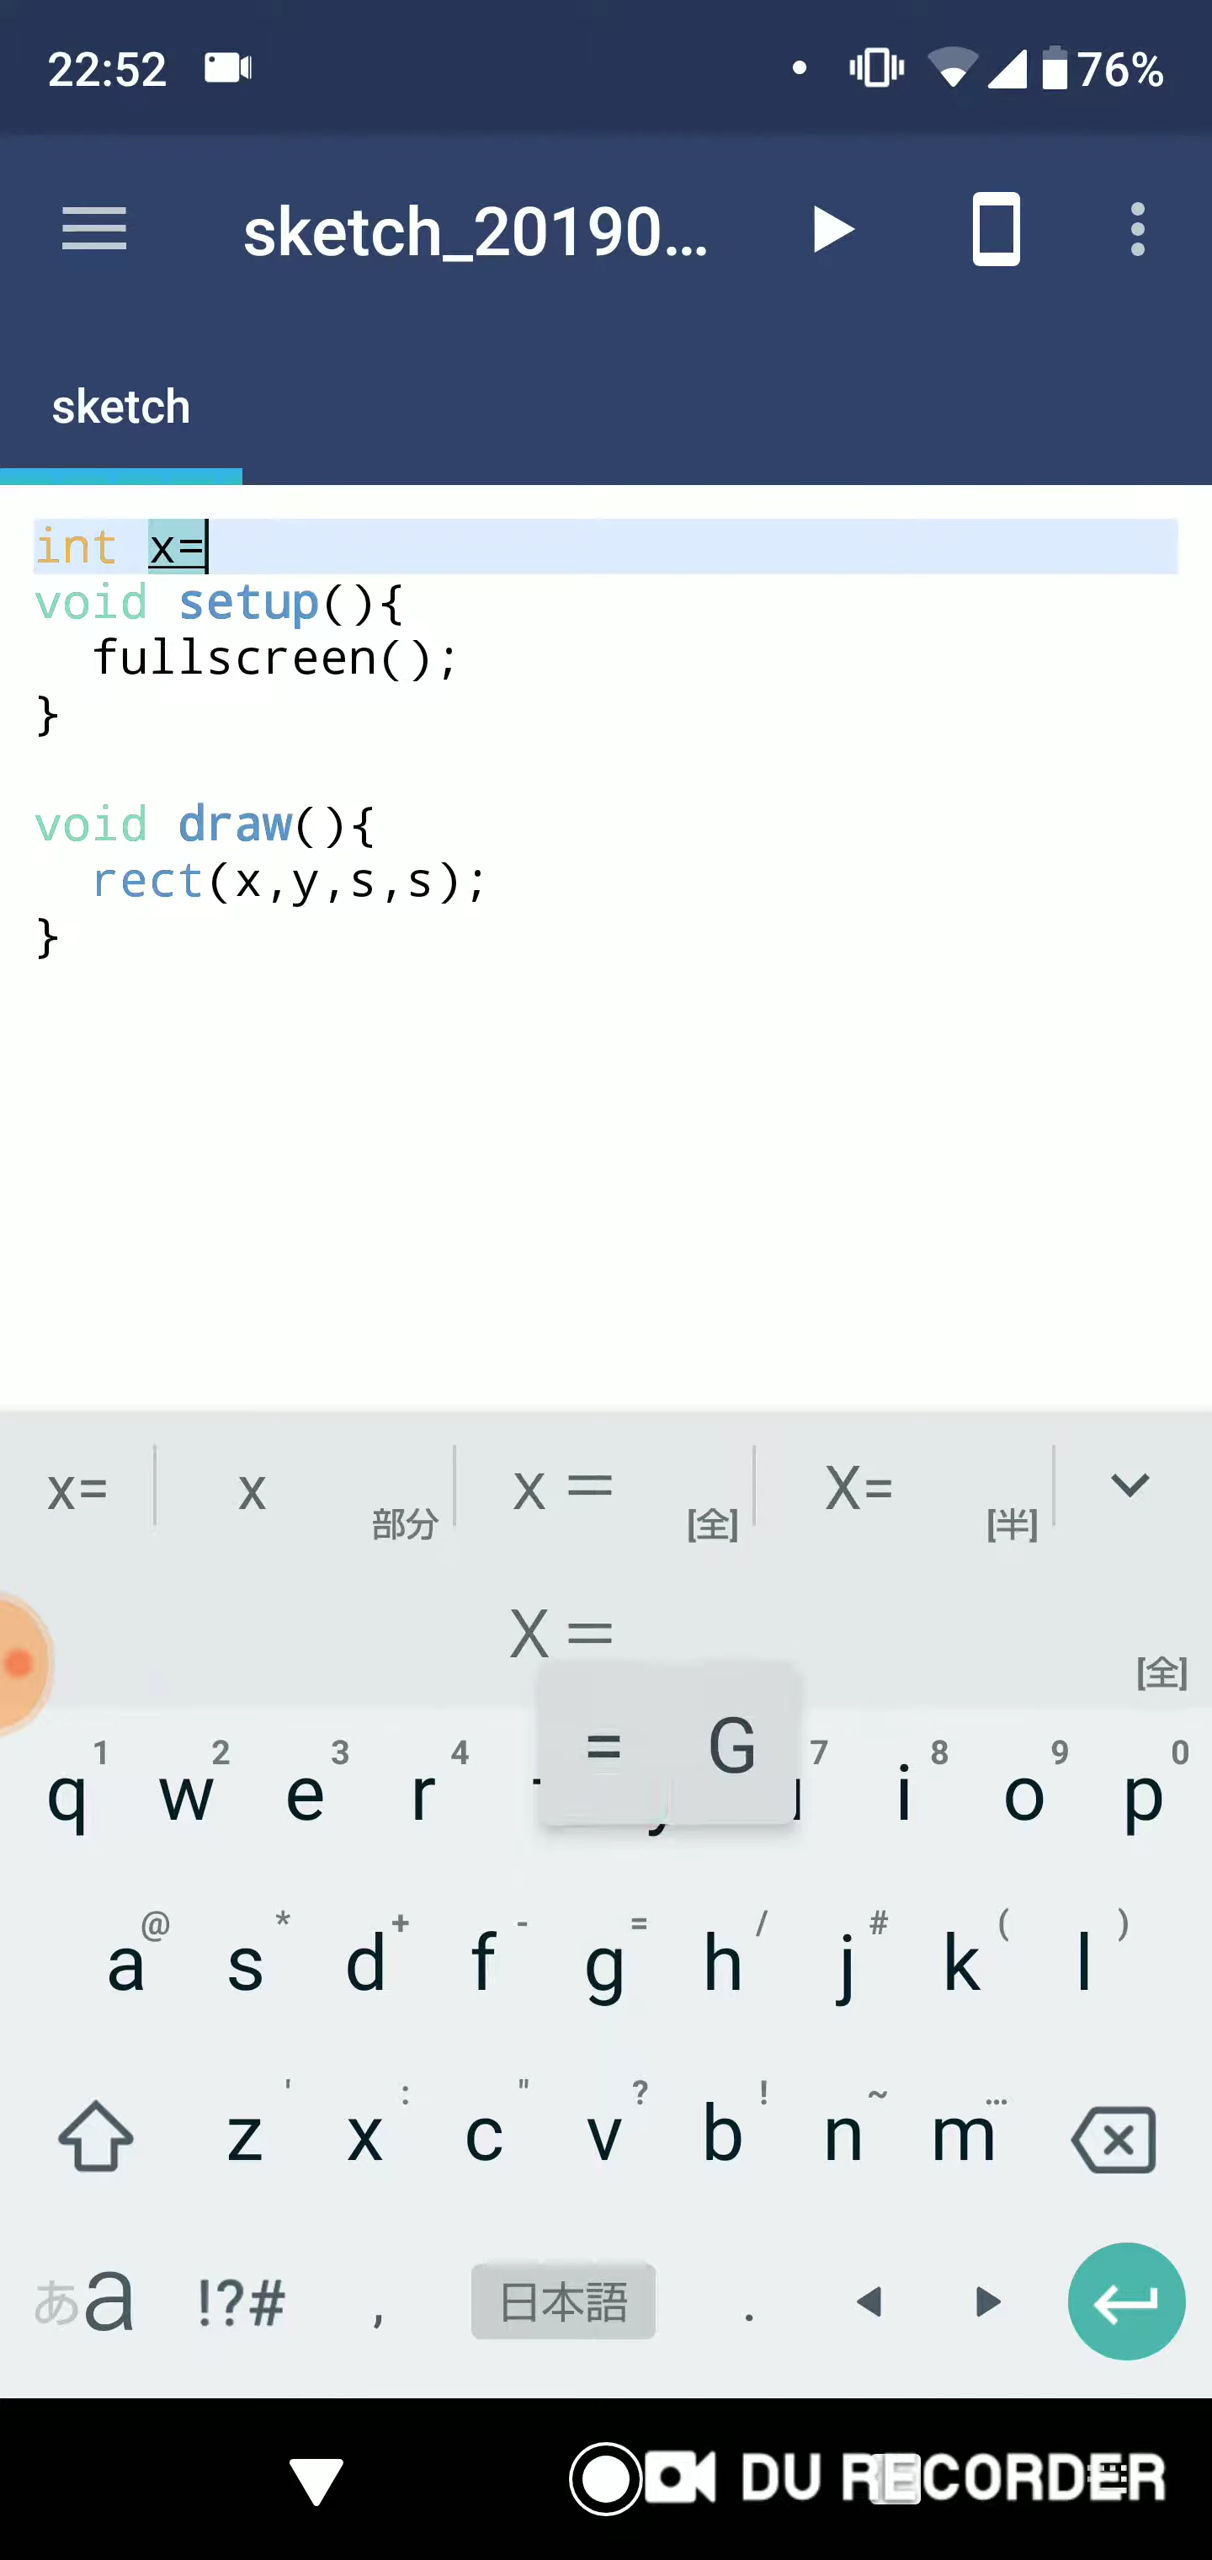 22:52 76%
sketch_20190...
sketch
int x=
void setup(){
fullscreen();
}
void draw(){
rect(x,y,s,s);
}
x= x 部分 x＝ [全] X= [半]
X＝ [全]
= G
1 2 3 4 7 8 9 0
q w e r i o p
@ * + - = / # ( )
a s d f g h j k l
' : " ? ! ~ …
z x c v b n m
あa !?# , 日本語 .
DU RECORDER